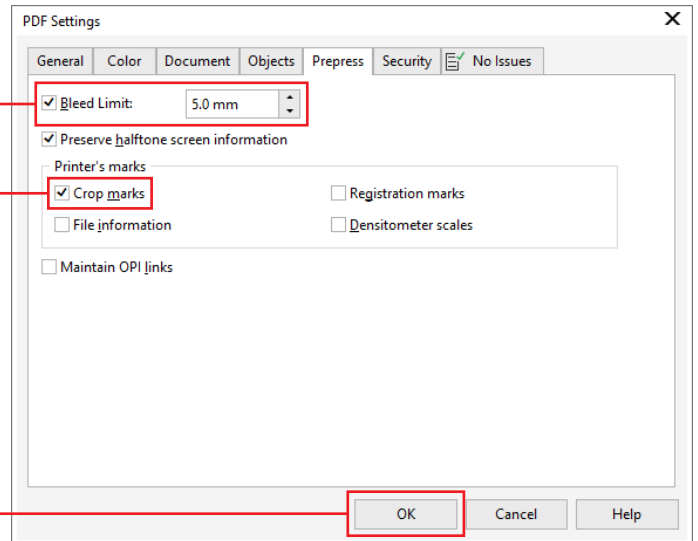 PDF Settings X
General Color Document Objects Prepress Security No Issues
Bleed Limit: 5.0 mm
Preserve halftone screen information
Printer's marks
Crop marks Registration marks
File information Densitometer scales
Maintain OPI links
OK Cancel Help